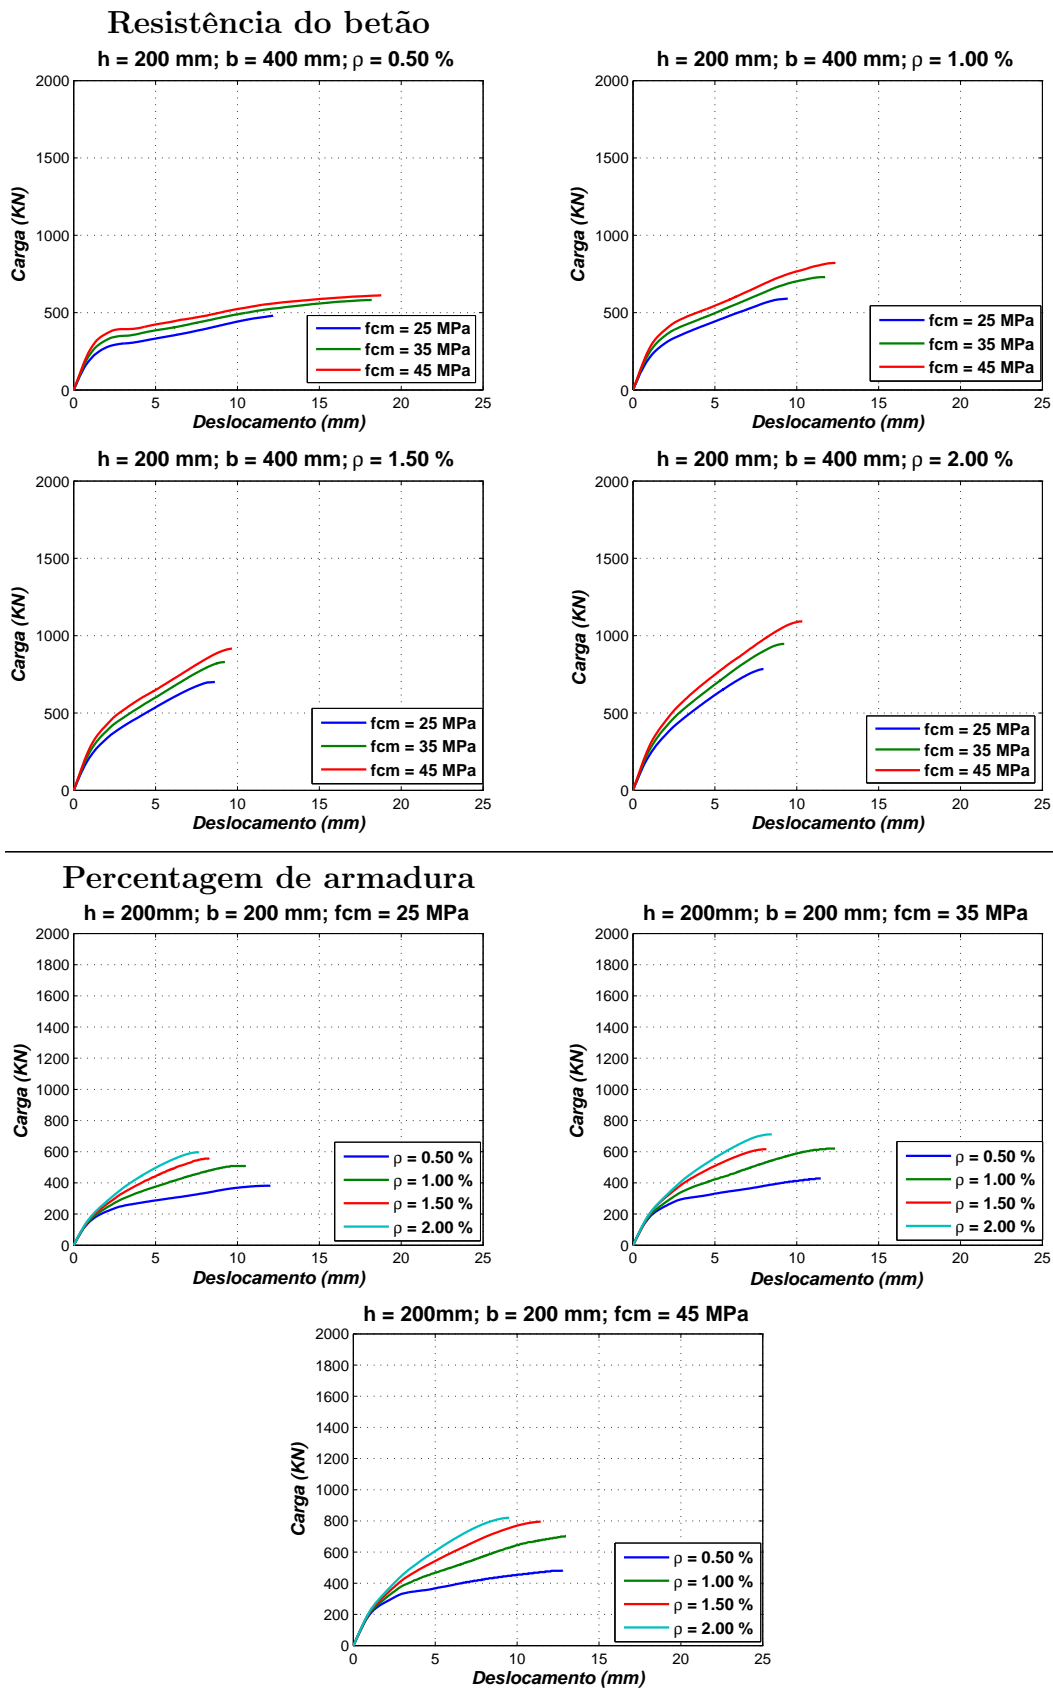 Resistência do betão
h = 200 mm; b = 400 mm; ρ = 0.50 %
2000
1500
1000
500
0
Carga (KN)
fcm = 25 MPa
fcm = 35 MPa
fcm = 45 MPa
0 5 10 15 20 25
Deslocamento (mm)
h = 200 mm; b = 400 mm; ρ = 1.00 %
2000
1500
1000
500
0
Carga (KN)
fcm = 25 MPa
fcm = 35 MPa
fcm = 45 MPa
0 5 10 15 20 25
Deslocamento (mm)
h = 200 mm; b = 400 mm; ρ = 1.50 %
2000
1500
1000
500
0
Carga (KN)
fcm = 25 MPa
fcm = 35 MPa
fcm = 45 MPa
0 5 10 15 20 25
Deslocamento (mm)
h = 200 mm; b = 400 mm; ρ = 2.00 %
2000
1500
1000
500
0
Carga (KN)
fcm = 25 MPa
fcm = 35 MPa
fcm = 45 MPa
0 5 10 15 20 25
Deslocamento (mm)
Percentagem de armadura
h = 200mm; b = 200 mm; fcm = 25 MPa
2000
1800
1600
1400
1200
1000
800
600
400
200
0
Carga (KN)
ρ = 0.50 %
ρ = 1.00 %
ρ = 1.50 %
ρ = 2.00 %
0 5 10 15 20 25
Deslocamento (mm)
h = 200mm; b = 200 mm; fcm = 35 MPa
2000
1800
1600
1400
1200
1000
800
600
400
200
0
Carga (KN)
ρ = 0.50 %
ρ = 1.00 %
ρ = 1.50 %
ρ = 2.00 %
0 5 10 15 20 25
Deslocamento (mm)
h = 200mm; b = 200 mm; fcm = 45 MPa
2000
1800
1600
1400
1200
1000
800
600
400
200
0
Carga (KN)
ρ = 0.50 %
ρ = 1.00 %
ρ = 1.50 %
ρ = 2.00 %
0 5 10 15 20 25
Deslocamento (mm)